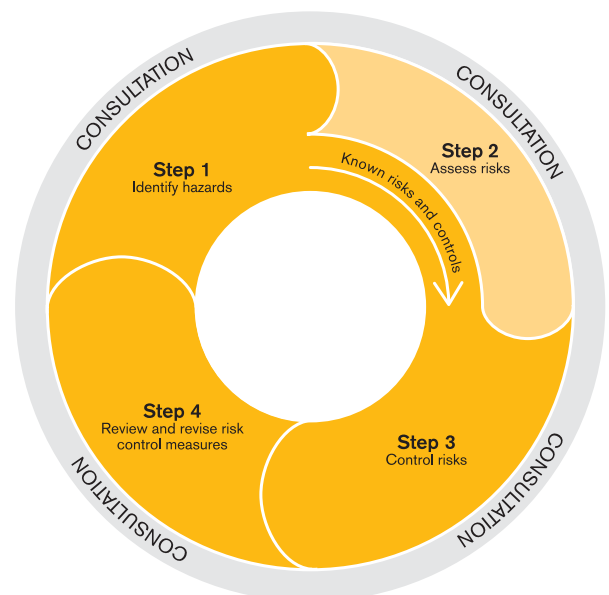 CONSULTATION
CONSULTATION
Step 1
Identify hazards
Step 2
Assess risks
Known risks and controls
Step 4
Review and revise risk
control measures
Step 3
Control risks
CONSULTATION
CONSULTATION